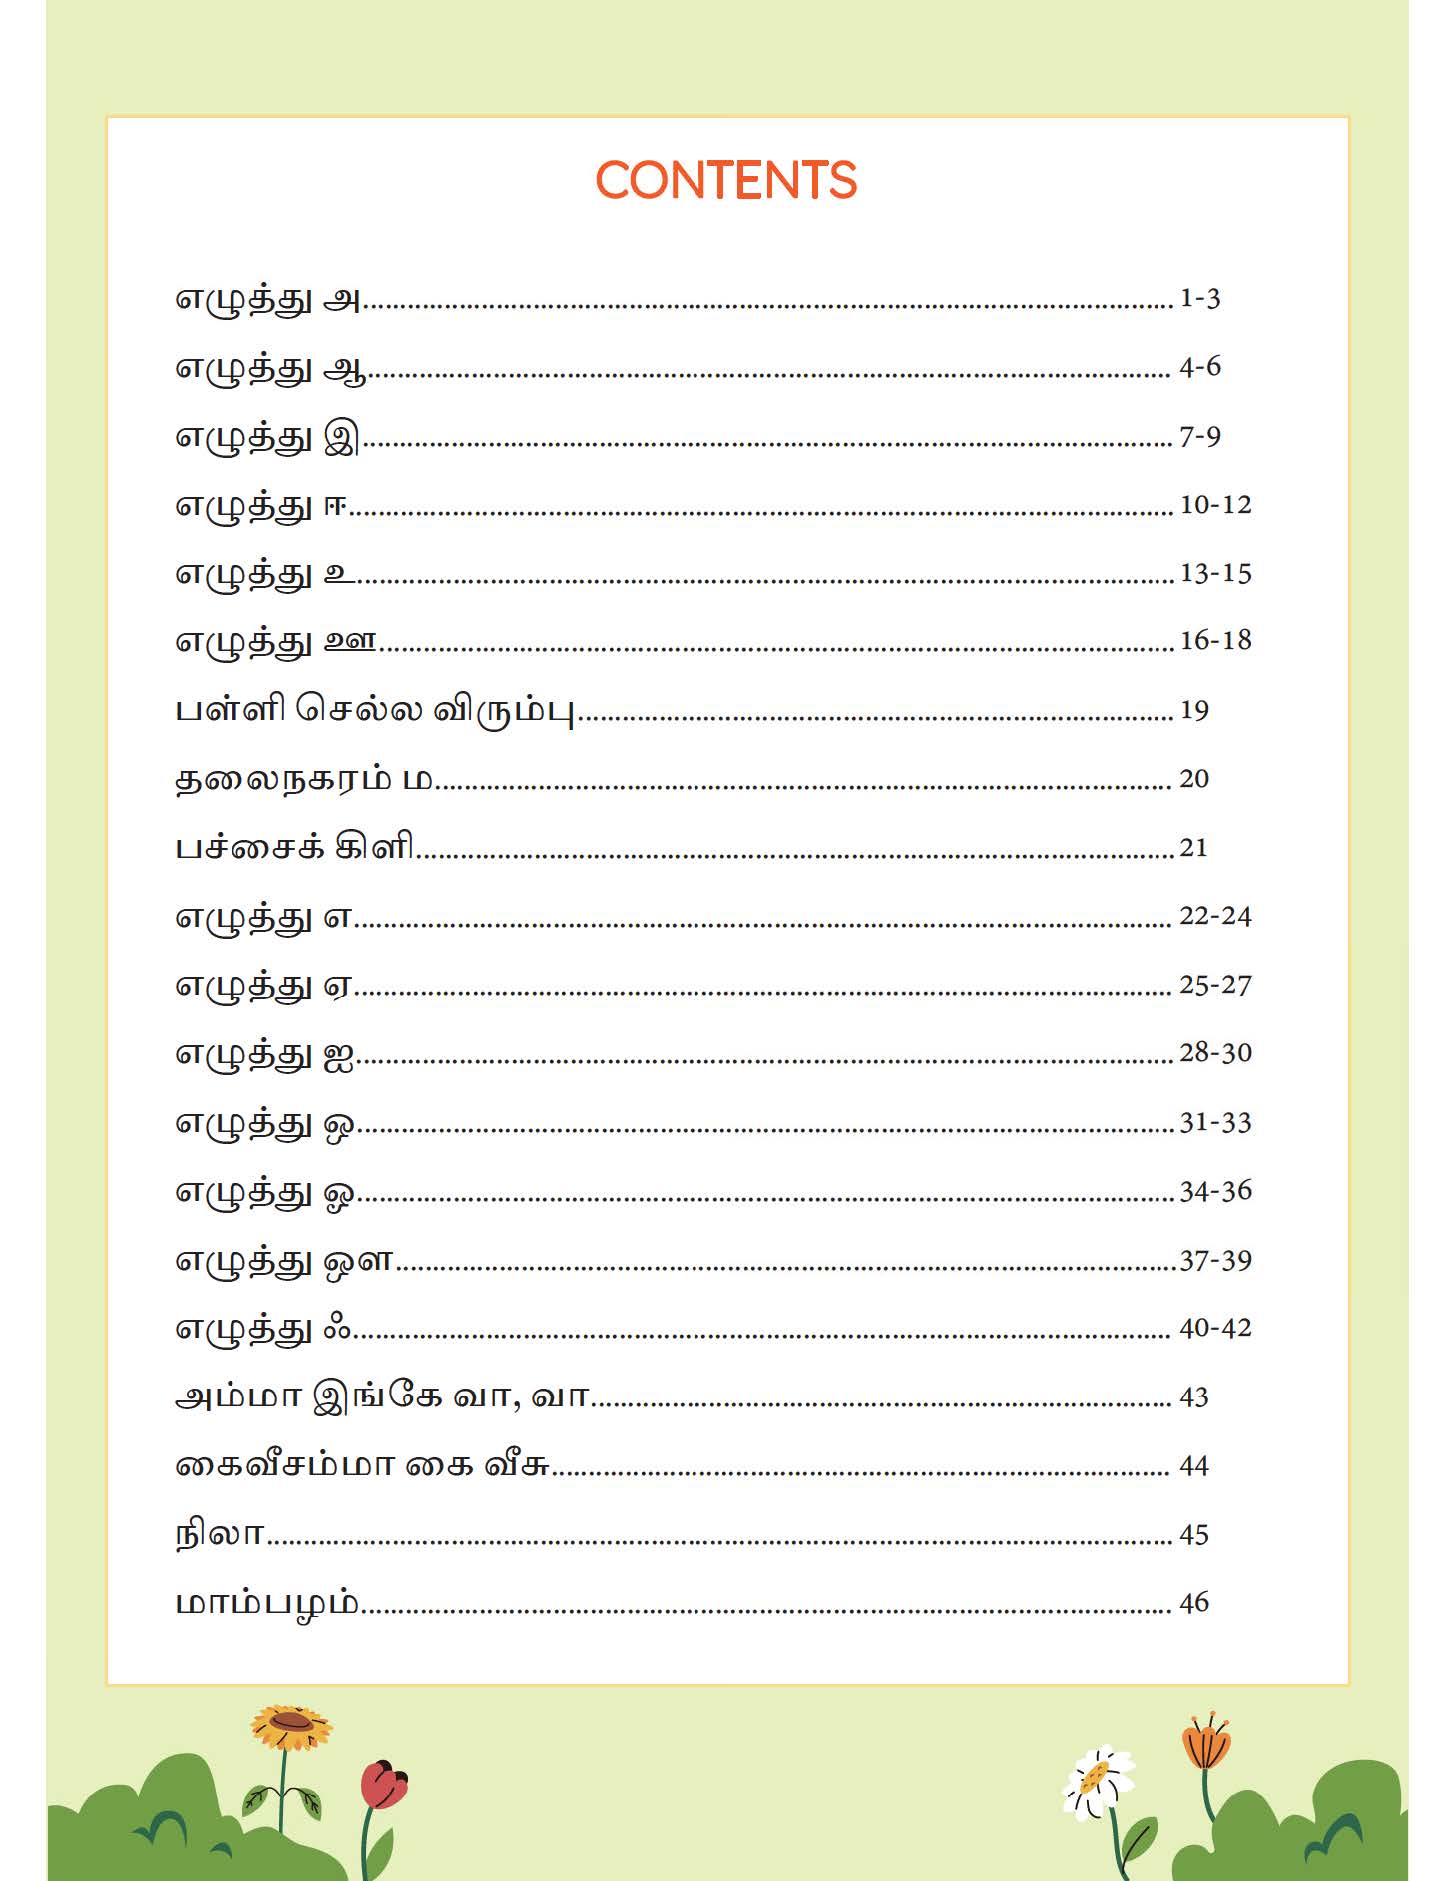 CONTENTS
எழுத்து அ........................................ 1-3
எழுத்து ஆ........................................ 4-6
எழுத்து இ........................................ 7-9
எழுத்து ஈ........................................ 10-12
எழுத்து உ........................................ 13-15
எழுத்து ஊ........................................ 16-18
பள்ளி செல்ல விரும்பு........................................ 19
தலைநகரம் ம........................................ 20
பச்சைக் கிளி........................................ 21
எழுத்து எ........................................ 22-24
எழுத்து ஏ........................................ 25-27
எழுத்து ஐ........................................ 28-30
எழுத்து ஒ........................................ 31-33
எழுத்து ஓ........................................ 34-36
எழுத்து ஔ........................................ 37-39
எழுத்து ஃ........................................ 40-42
அம்மா இங்கே வா, வா........................................ 43
கைவீசம்மா கை வீசு........................................ 44
நிலா........................................ 45
மாம்பழம்........................................ 46